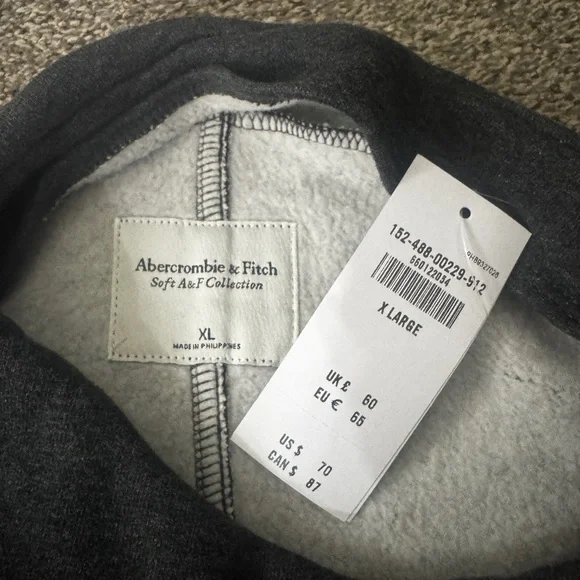 Abercrombie & Fitch
Soft A&F Collection
XL
MADE IN PHILIPPINES
152-488-00229-912
660122034
X LARGE
UK £ 60
EU € 65
US $ 70
CAN $ 87